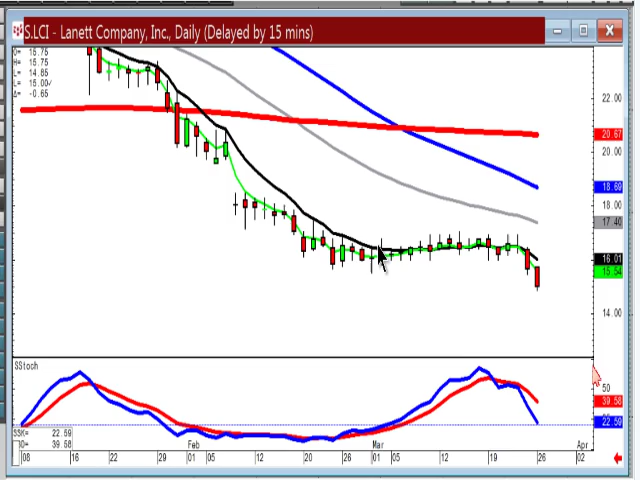 S.LCI - Lanett Company, Inc., Daily (Delayed by 15 mins)
O= 15.75
H= 15.75
L= 14.85
L= 15.00
Δ= -0.65
22.00
20.67
20.00
18.69
18.00
17.40
16.01
15.54
14.00
SStoch
50
39.58
22.59
SSK= 22.59
D= 39.58
Feb Mar Apr
08 16 22 29 01 05 12 20 26 01 05 12 19 26 02